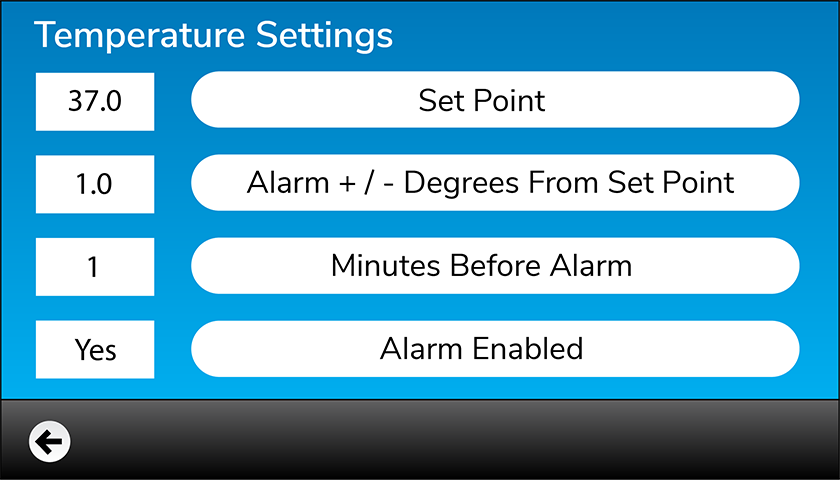 Temperature Settings
37.0 Set Point
1.0 Alarm + / - Degrees From Set Point
1 Minutes Before Alarm
Yes Alarm Enabled